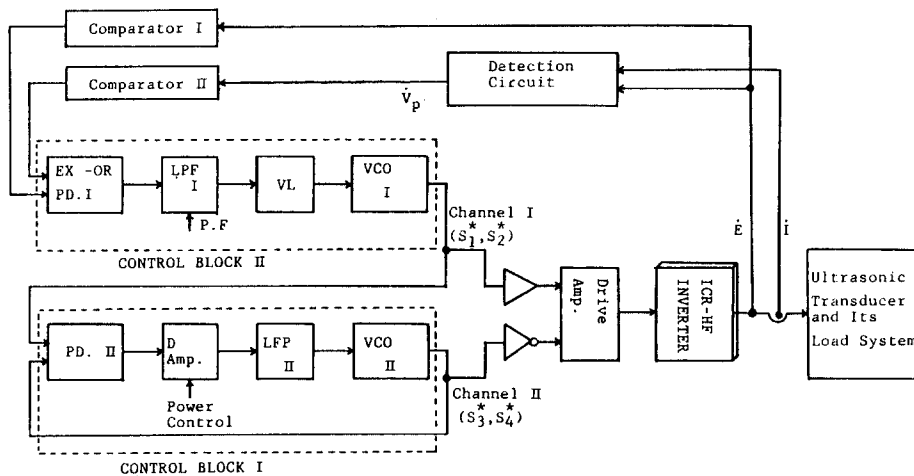 Comparator I
Comparator II
Detection
Circuit
V̇p
EX -OR
PD.I
LPF
I
VL
VCO
I
P.F
CONTROL BLOCK II
Channel I
(S1*,S2*)
Drive
Amp.
ICR-HF
INVERTER
Ė
İ
Ultrasonic
Transducer
and Its
Load System
PD. II
D
Amp.
LFP
II
VCO
II
Power
Control
Channel II
(S3*,S4*)
CONTROL BLOCK I